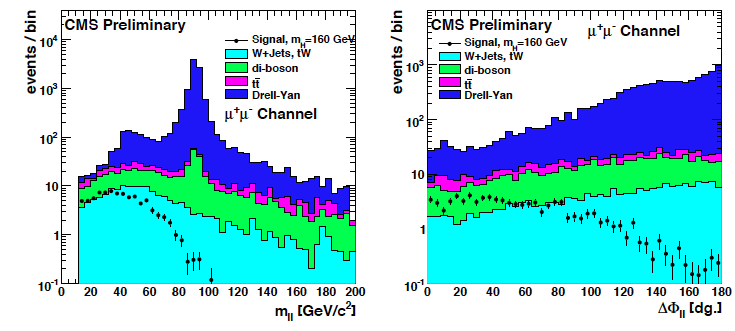 CMS Preliminary
Signal, m_H=160 GeV
W+Jets, tW
di-boson
tt̄
Drell-Yan
μ⁺μ⁻ Channel
events / bin
10⁴
10³
10²
10
1
10⁻¹
0 20 40 60 80 100 120 140 160 180 200
m_ll [GeV/c²]
CMS Preliminary
Signal, m_H=160 GeV
μ⁺μ⁻ Channel
W+Jets, tW
di-boson
tt̄
Drell-Yan
events / bin
10³
10²
10
1
10⁻¹
0 20 40 60 80 100 120 140 160 180
ΔΦ_ll [dg.]